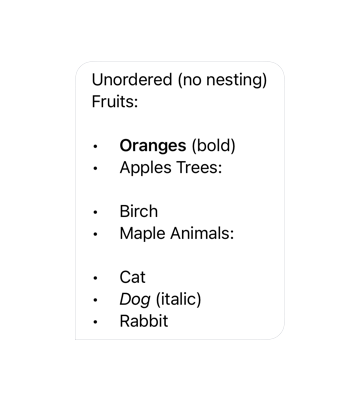 Unordered (no nesting)
Fruits:
• Oranges (bold)
• Apples Trees:
• Birch
• Maple Animals:
• Cat
• Dog (italic)
• Rabbit